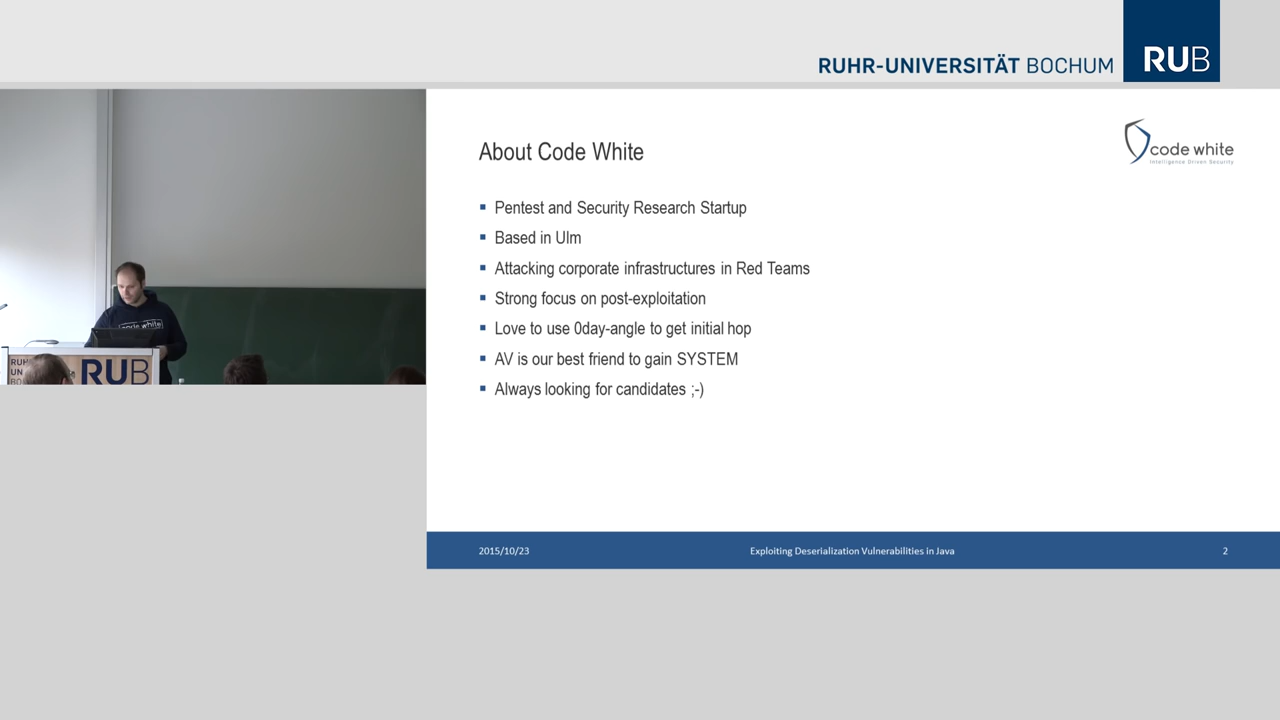 RUHR-UNIVERSITÄT BOCHUM
RUB
code white
Intelligence Driven Security
About Code White
Pentest and Security Research Startup
Based in Ulm
Attacking corporate infrastructures in Red Teams
Strong focus on post-exploitation
Love to use 0day-angle to get initial hop
AV is our best friend to gain SYSTEM
Always looking for candidates ;-)
white
RUB
2015/10/23
Exploiting Deserialization Vulnerabilities in Java
2